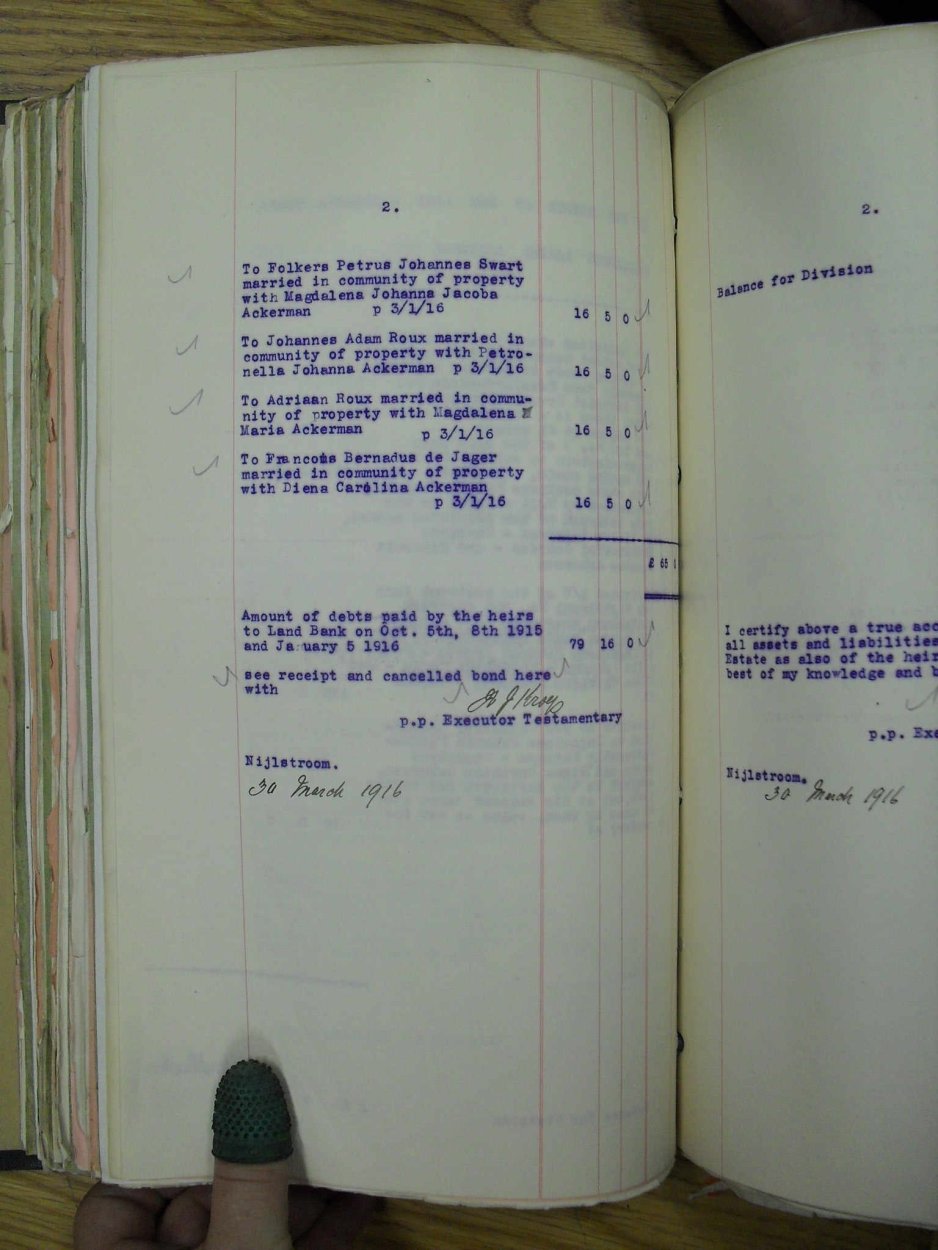 2.
To Folkers Petrus Johannes Swart
married in community of property
with Magdalena Johanna Jacoba
Ackerman p 3/1/16 16 5 0
To Johannes Adam Roux married in
community of property with Petro-
nella Johanna Ackerman p 3/1/16 16 5 0
To Adriaan Roux married in commu-
nity of property with Magdalena
Maria Ackerman p 3/1/16 16 5 0
To Francois Bernadus de Jager
married in community of property
with Diena Carolina Ackerman
p 3/1/16 16 5 0
£ 65 0
Amount of debts paid by the heirs
to Land Bank on Oct. 5th, 8th 1915
and January 5 1916 79 16 0
see receipt and cancelled bond here
with
p.p. Executor Testamentary
Nijlstroom.
30 March 1916
2.
Balance for Division
I certify above a true acc
all assets and liabilities
Estate as also of the heir
best of my knowledge and b
p.p. Exe
Nijlstroom.
30 March 1916